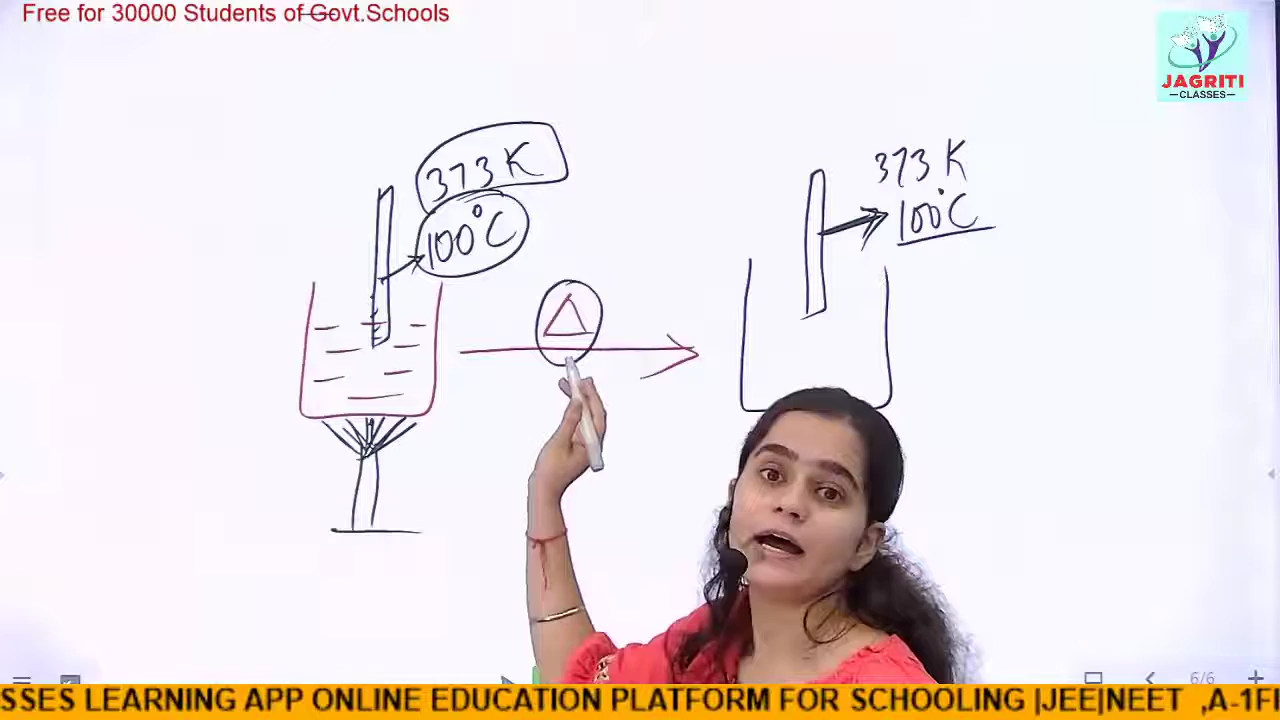 Free for 30000 Students of Govt.Schools
JAGRITI
—CLASSES—
373 K
100°C
Δ
373 K
100°C
6/6
SSES LEARNING APP ONLINE EDUCATION PLATFORM FOR SCHOOLING |JEE|NEET ,A-1FI